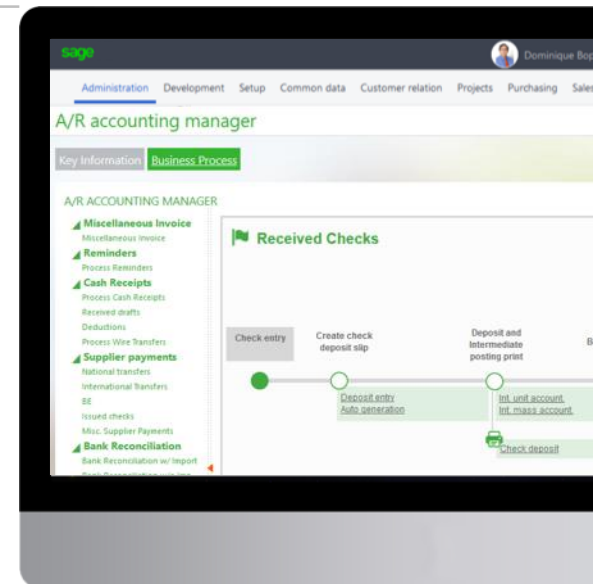 sage
Dominique Bop
Administration Development Setup Common data Customer relation Projects Purchasing Sales
A/R accounting manager
Key Information Business Process
A/R ACCOUNTING MANAGER
Miscellaneous Invoice
Miscellaneous Invoice
Reminders
Process Reminders
Cash Receipts
Process Cash Receipts
Received drafts
Deductions
Process Wire Transfers
Supplier payments
National transfers
International Transfers
BE
Issued checks
Misc. Supplier Payments
Bank Reconciliation
Bank Reconciliation w/ Import
Received Checks
Check entry
Create check
deposit slip
Deposit and
Intermediate
posting print
B
Deposit entry
Auto generation
Int. unit account.
Int. mass account.
Check deposit